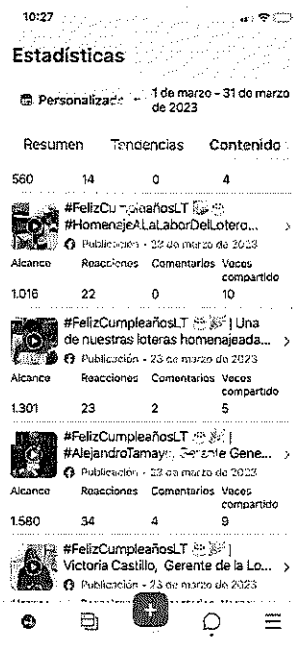 10:27
Estadísticas
Personalizado 1 de marzo - 31 de marzo
de 2023
Resumen Tendencias Contenido
560 14 0 4
#FelizCumpleañosLT |
#HomenajeALaLaborDelLotero...
Publicación - 23 de marzo de 2023
Alcance Reacciones Comentarios Veces
compartido
1.016 22 0 10
#FelizCumpleañosLT | Una
de nuestras loteras homenajeada...
Publicación - 23 de marzo de 2023
Alcance Reacciones Comentarios Veces
compartido
1.301 23 2 5
#FelizCumpleañosLT |
#AlejandroTamayo, Gerente Gene...
Publicación - 23 de marzo de 2023
Alcance Reacciones Comentarios Veces
compartido
1.580 34 4 9
#FelizCumpleañosLT |
Victoria Castillo, Gerente de la Lo...
Publicación - 23 de marzo de 2023